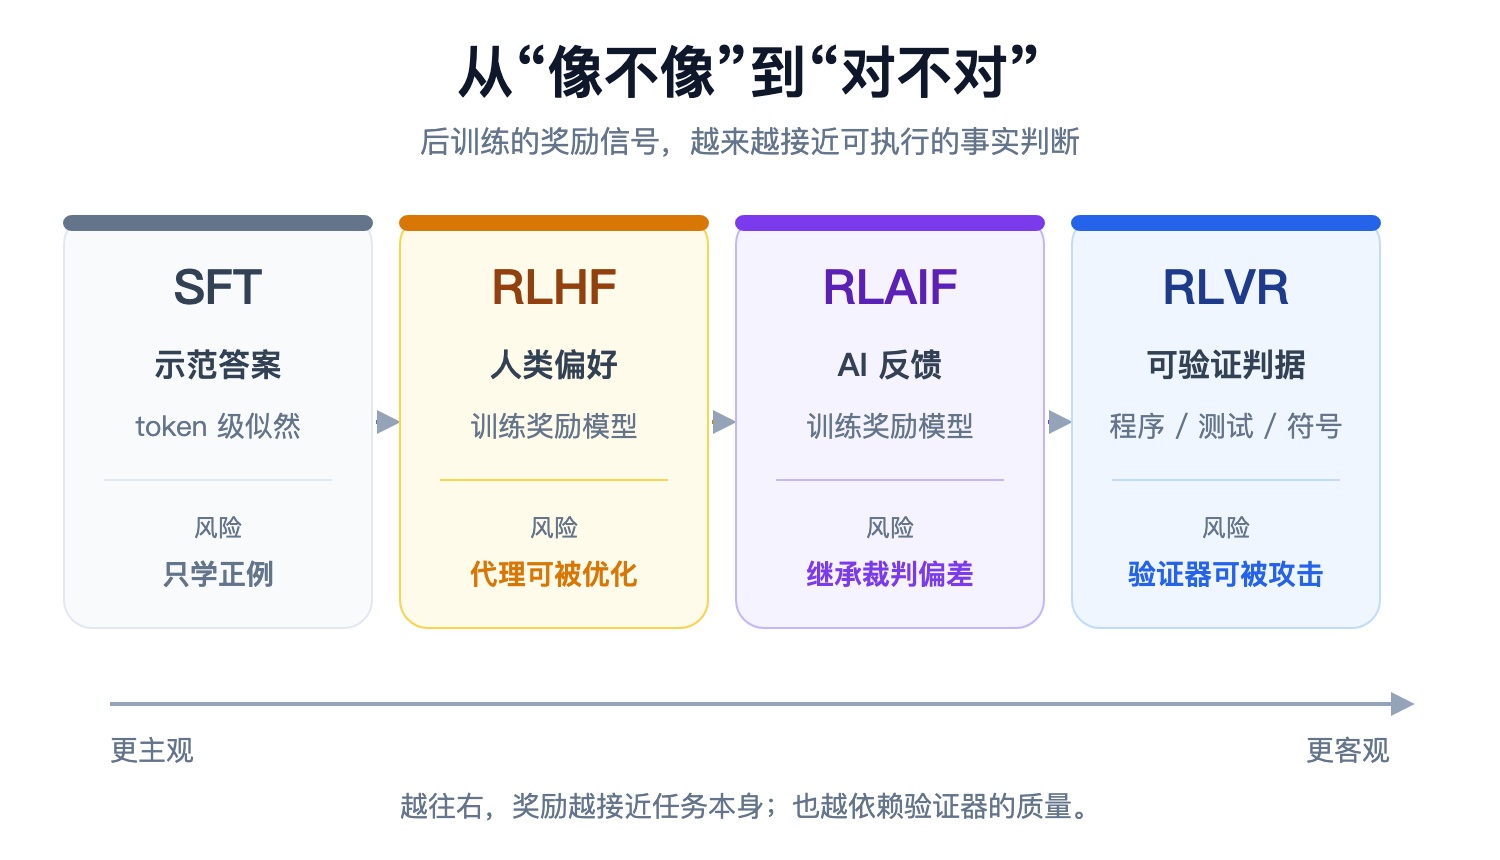 从“像不像”到“对不对”
后训练的奖励信号，越来越接近可执行的事实判断
SFT
示范答案
token 级似然
风险
只学正例
RLHF
人类偏好
训练奖励模型
风险
代理可被优化
RLAIF
AI 反馈
训练奖励模型
风险
继承裁判偏差
RLVR
可验证判据
程序 / 测试 / 符号
风险
验证器可被攻击
更主观
更客观
越往右，奖励越接近任务本身；也越依赖验证器的质量。